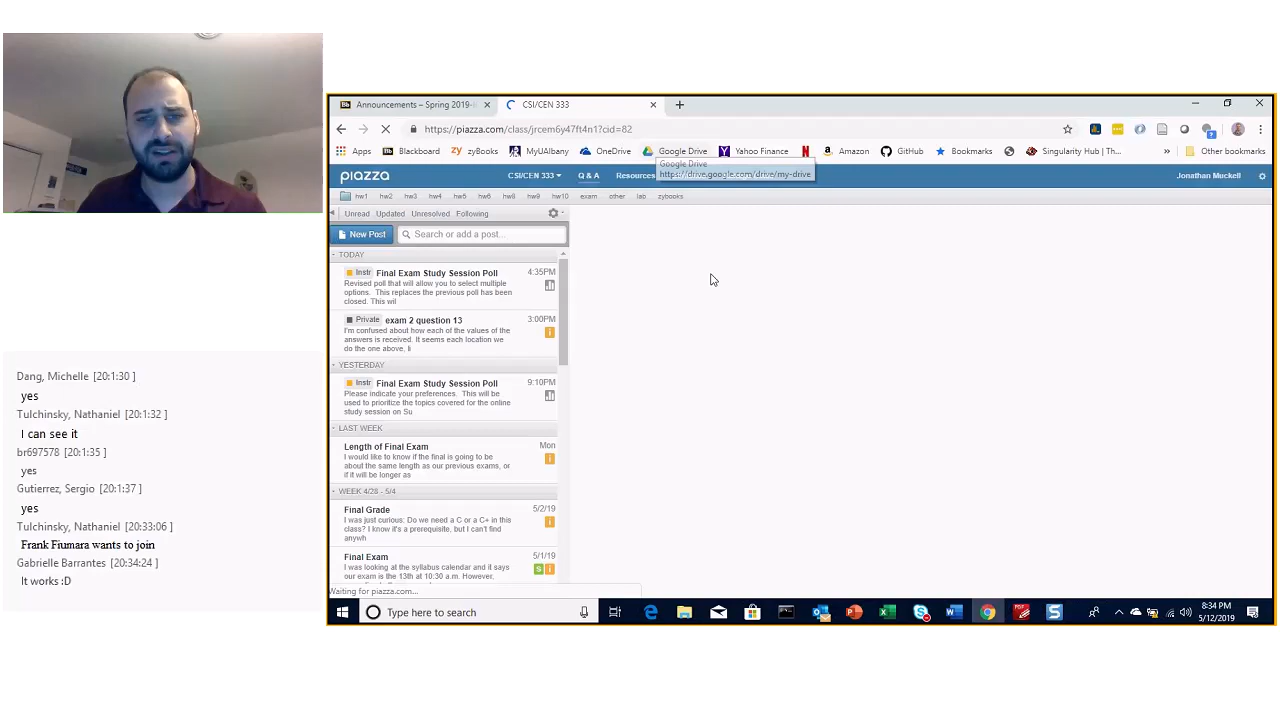 Announcements – Spring 2019-
CSI/CEN 333
https://piazza.com/class/jrcem6y47ft4n1?cid=82
Apps
Blackboard
zyBooks
MyUAlbany
OneDrive
Google Drive
Yahoo Finance
Amazon
GitHub
Bookmarks
Singularity Hub | Th...
Other bookmarks
Google Drive
https://drive.google.com/drive/my-drive
piazza
CSI/CEN 333
Q & A
Resources
Jonathan Muckell
hw1 hw2 hw3 hw4 hw5 hw6 hw8 hw9 hw10 exam other lab zybooks
Unread Updated Unresolved Following
New Post
Search or add a post...
TODAY
Instr Final Exam Study Session Poll 4:35PM
Revised poll that will allow you to select multiple
options. This replaces the previous poll has been
closed. This wil
Private exam 2 question 13 3:00PM
I'm confused about how each of the values of the
answers is received. It seems each location we
do the one above, li
YESTERDAY
Instr Final Exam Study Session Poll 9:10PM
Please indicate your preferences. This will be
used to prioritize the topics covered for the online
study session on Su
LAST WEEK
Length of Final Exam Mon
I would like to know if the final is going to be
about the same length as our previous exams, or
if it will be longer as
WEEK 4/28 - 5/4
Final Grade 5/2/19
I was just curious: Do we need a C or a C+ in this
class? I know it's a prerequisite, but I can't find
anywh
Final Exam 5/1/19
I was looking at the syllabus calendar and it says
our exam is the 13th at 10:30 a.m. However,
Waiting for piazza.com...
Type here to search
8:34 PM
5/12/2019
Dang, Michelle [20:1:30 ]
yes
Tulchinsky, Nathaniel [20:1:32 ]
I can see it
br697578 [20:1:35 ]
yes
Gutierrez, Sergio [20:1:37 ]
yes
Tulchinsky, Nathaniel [20:33:06 ]
Frank Fiumara wants to join
Gabrielle Barrantes [20:34:24 ]
It works :D